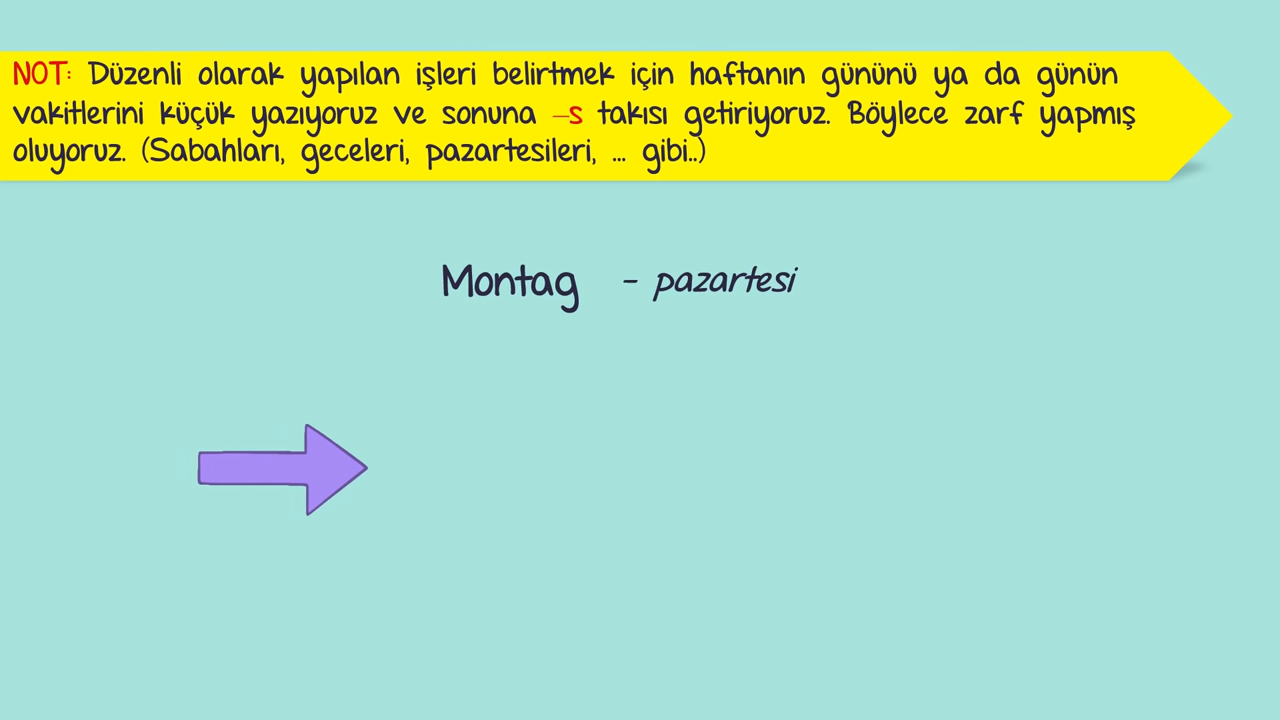 NOT: Düzenli olarak yapılan işleri belirtmek için haftanın gününü ya da günün
vakitlerini küçük yazıyoruz ve sonuna –s takısı getiriyoruz. Böylece zarf yapmış
oluyoruz. (Sabahları, geceleri, pazartesileri, ... gibi..)
Montag - pazartesi